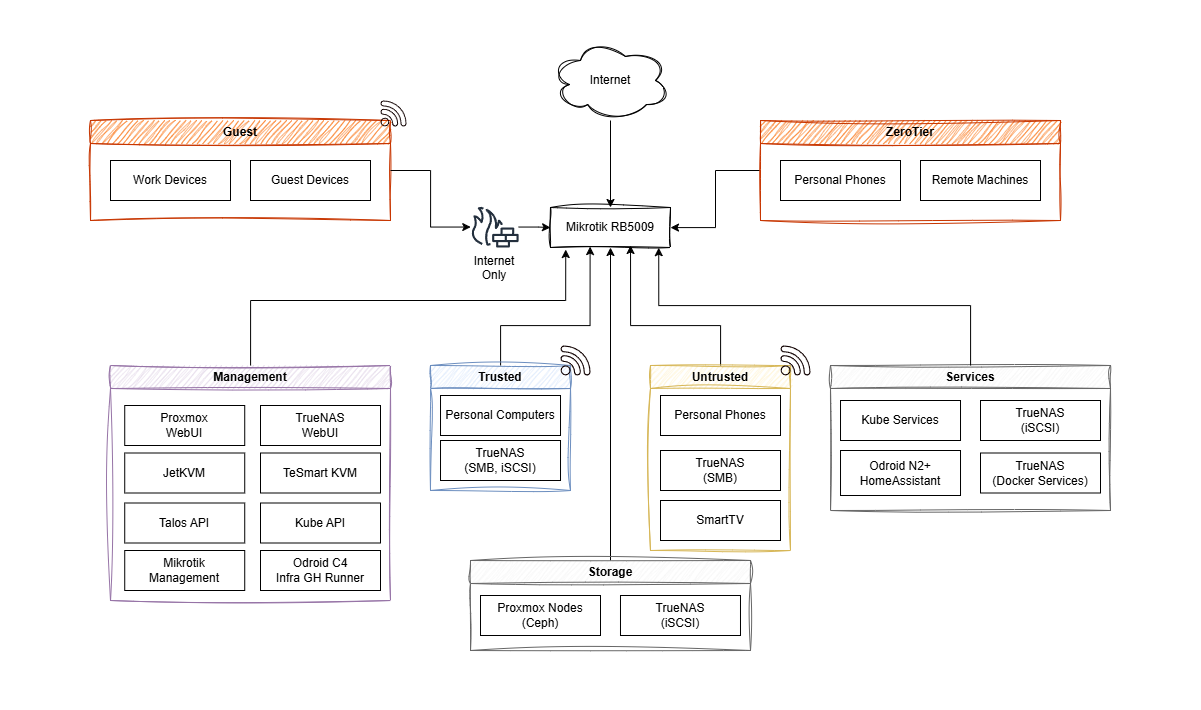 Internet
Guest
Work Devices
Guest Devices
ZeroTier
Personal Phones
Remote Machines
Mikrotik RB5009
Internet
Only
Management
Proxmox
WebUI
TrueNAS
WebUI
JetKVM
TeSmart KVM
Talos API
Kube API
Mikrotik
Management
Odroid C4
Infra GH Runner
Trusted
Personal Computers
TrueNAS
(SMB, iSCSI)
Untrusted
Personal Phones
TrueNAS
(SMB)
SmartTV
Services
Kube Services
TrueNAS
(iSCSI)
Odroid N2+
HomeAssistant
TrueNAS
(Docker Services)
Storage
Proxmox Nodes
(Ceph)
TrueNAS
(iSCSI)